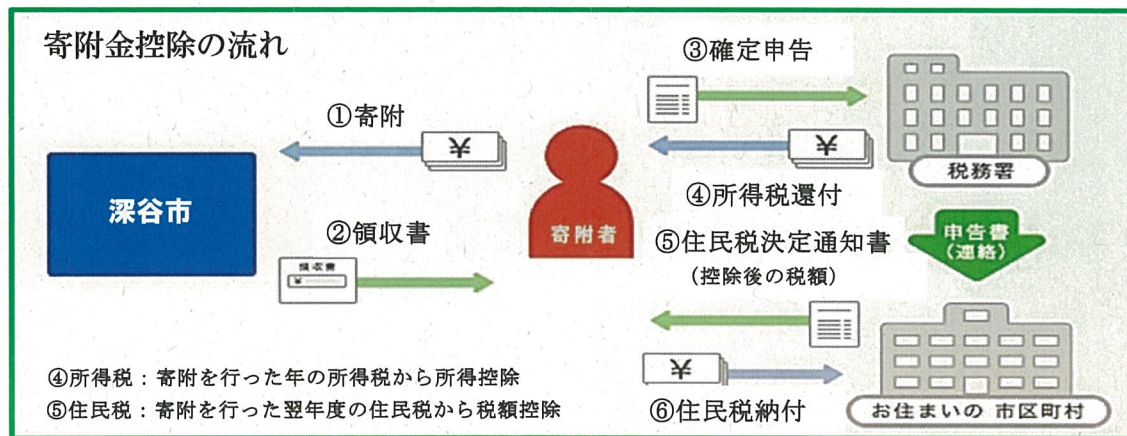 寄附金控除の流れ
①寄附
¥
深谷市
②領収書
領収書
¥
寄附者
③確定申告
¥
税務署
④所得税還付
申告書
(連絡)
⑤住民税決定通知書
(控除後の税額)
¥
⑥住民税納付
お住まいの 市区町村
④所得税:寄附を行った年の所得税から所得控除
⑤住民税:寄附を行った翌年度の住民税から税額控除